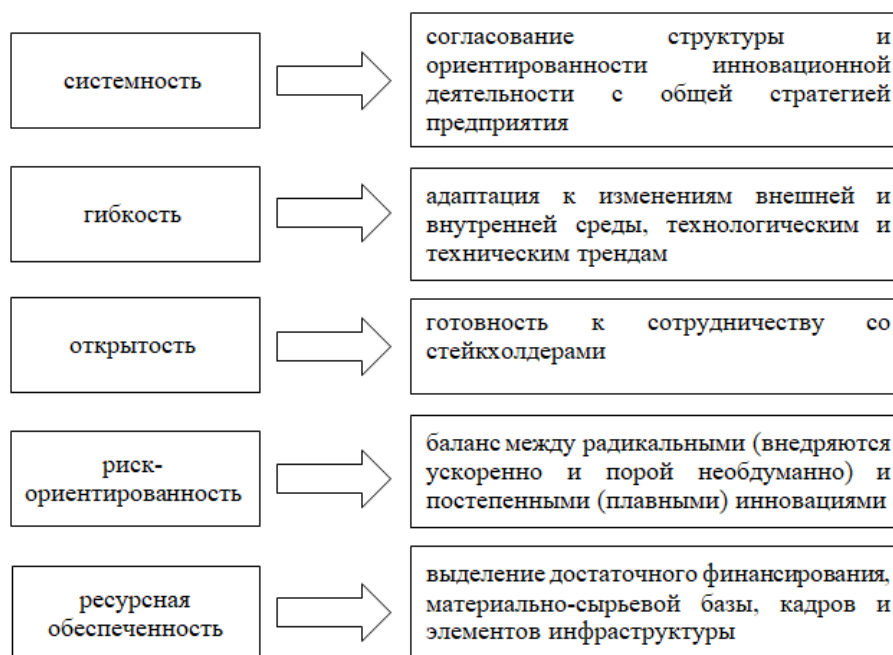 системность
согласование структуры и
ориентированности инновационной
деятельности с общей стратегией
предприятия
гибкость
адаптация к изменениям внешней и
внутренней среды, технологическим и
техническим трендам
открытость
готовность к сотрудничеству со
стейкхолдерами
риск-
ориентированность
баланс между радикальными (внедряются
ускоренно и порой необдуманно) и
постепенными (плавными) инновациями
ресурсная
обеспеченность
выделение достаточного финансирования,
материально-сырьевой базы, кадров и
элементов инфраструктуры